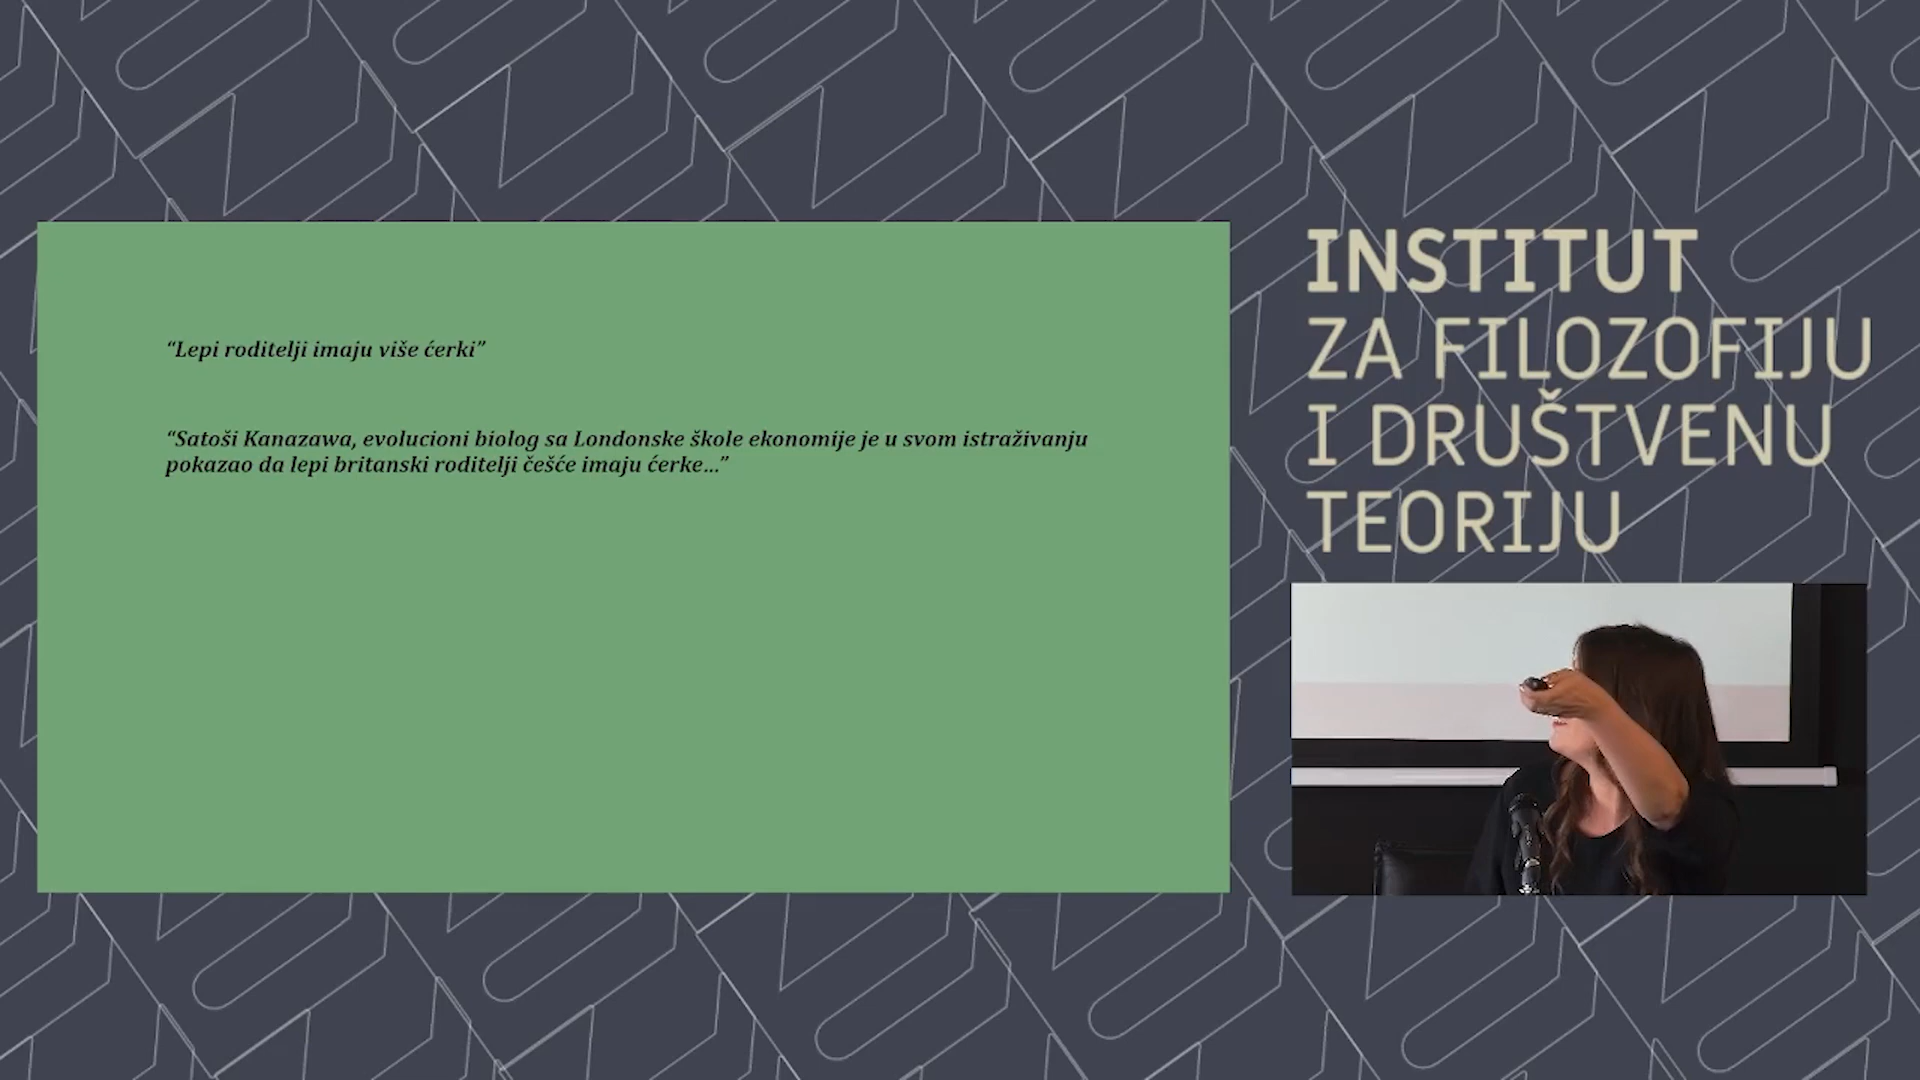 “Lepi roditelji imaju više ćerki”
“Satoši Kanazawa, evolucioni biolog sa Londonske škole ekonomije je u svom istraživanju
pokazao da lepi britanski roditelji češće imaju ćerke...”
INSTITUT
ZA FILOZOFIJU
I DRUŠTVENU
TEORIJU